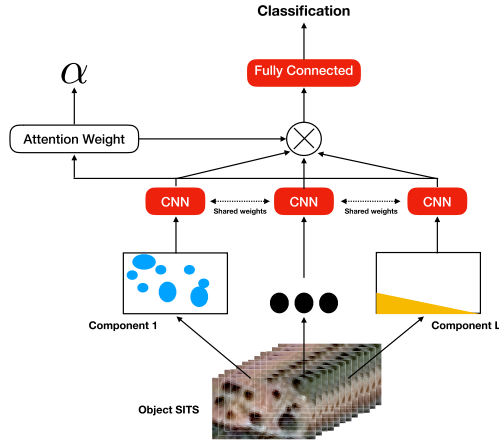 Classification
α
Fully Connected
Attention Weight
CNN
CNN
CNN
Shared weights
Shared weights
Component 1
Component L
Object SITS